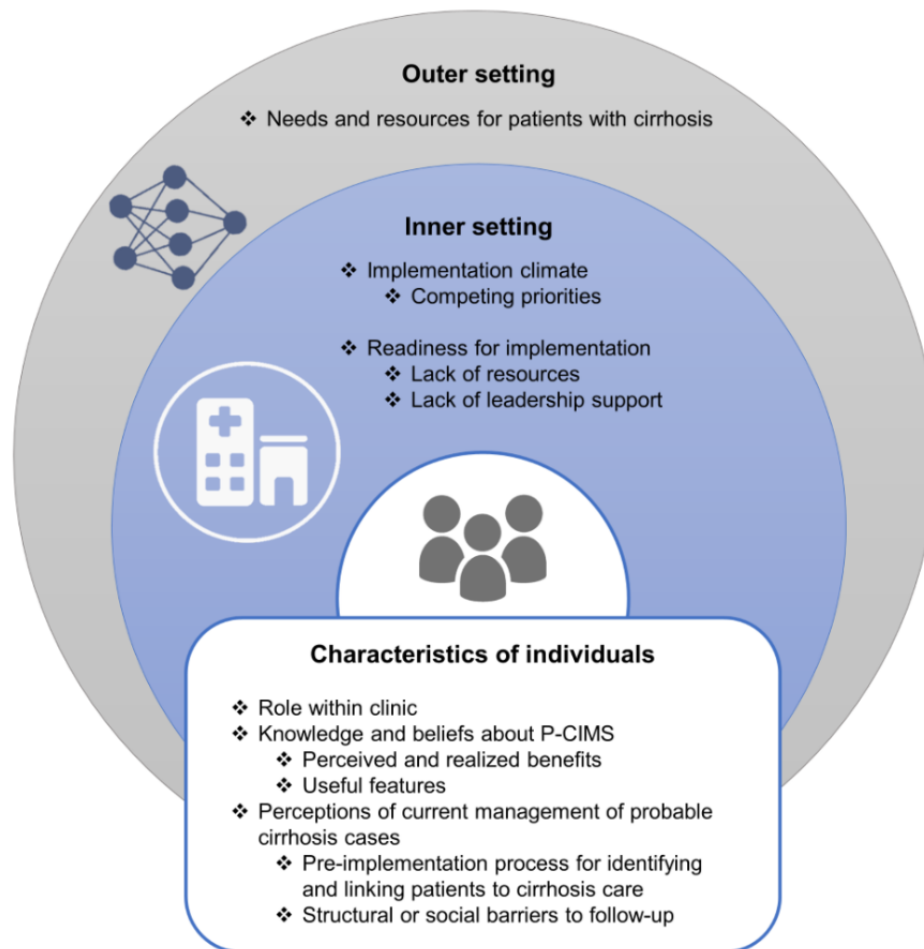 Outer setting
❖ Needs and resources for patients with cirrhosis
Inner setting
❖ Implementation climate
❖ Competing priorities
❖ Readiness for implementation
❖ Lack of resources
❖ Lack of leadership support
Characteristics of individuals
❖ Role within clinic
❖ Knowledge and beliefs about P-CIMS
❖ Perceived and realized benefits
❖ Useful features
❖ Perceptions of current management of probable
cirrhosis cases
❖ Pre-implementation process for identifying
and linking patients to cirrhosis care
❖ Structural or social barriers to follow-up